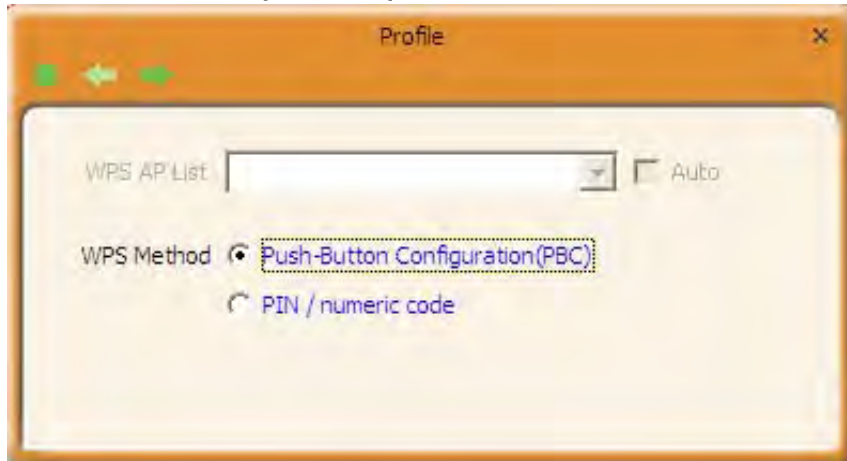 Profile
WPS AP List
Auto
WPS Method
Push-Button Configuration(PBC)
PIN / numeric code